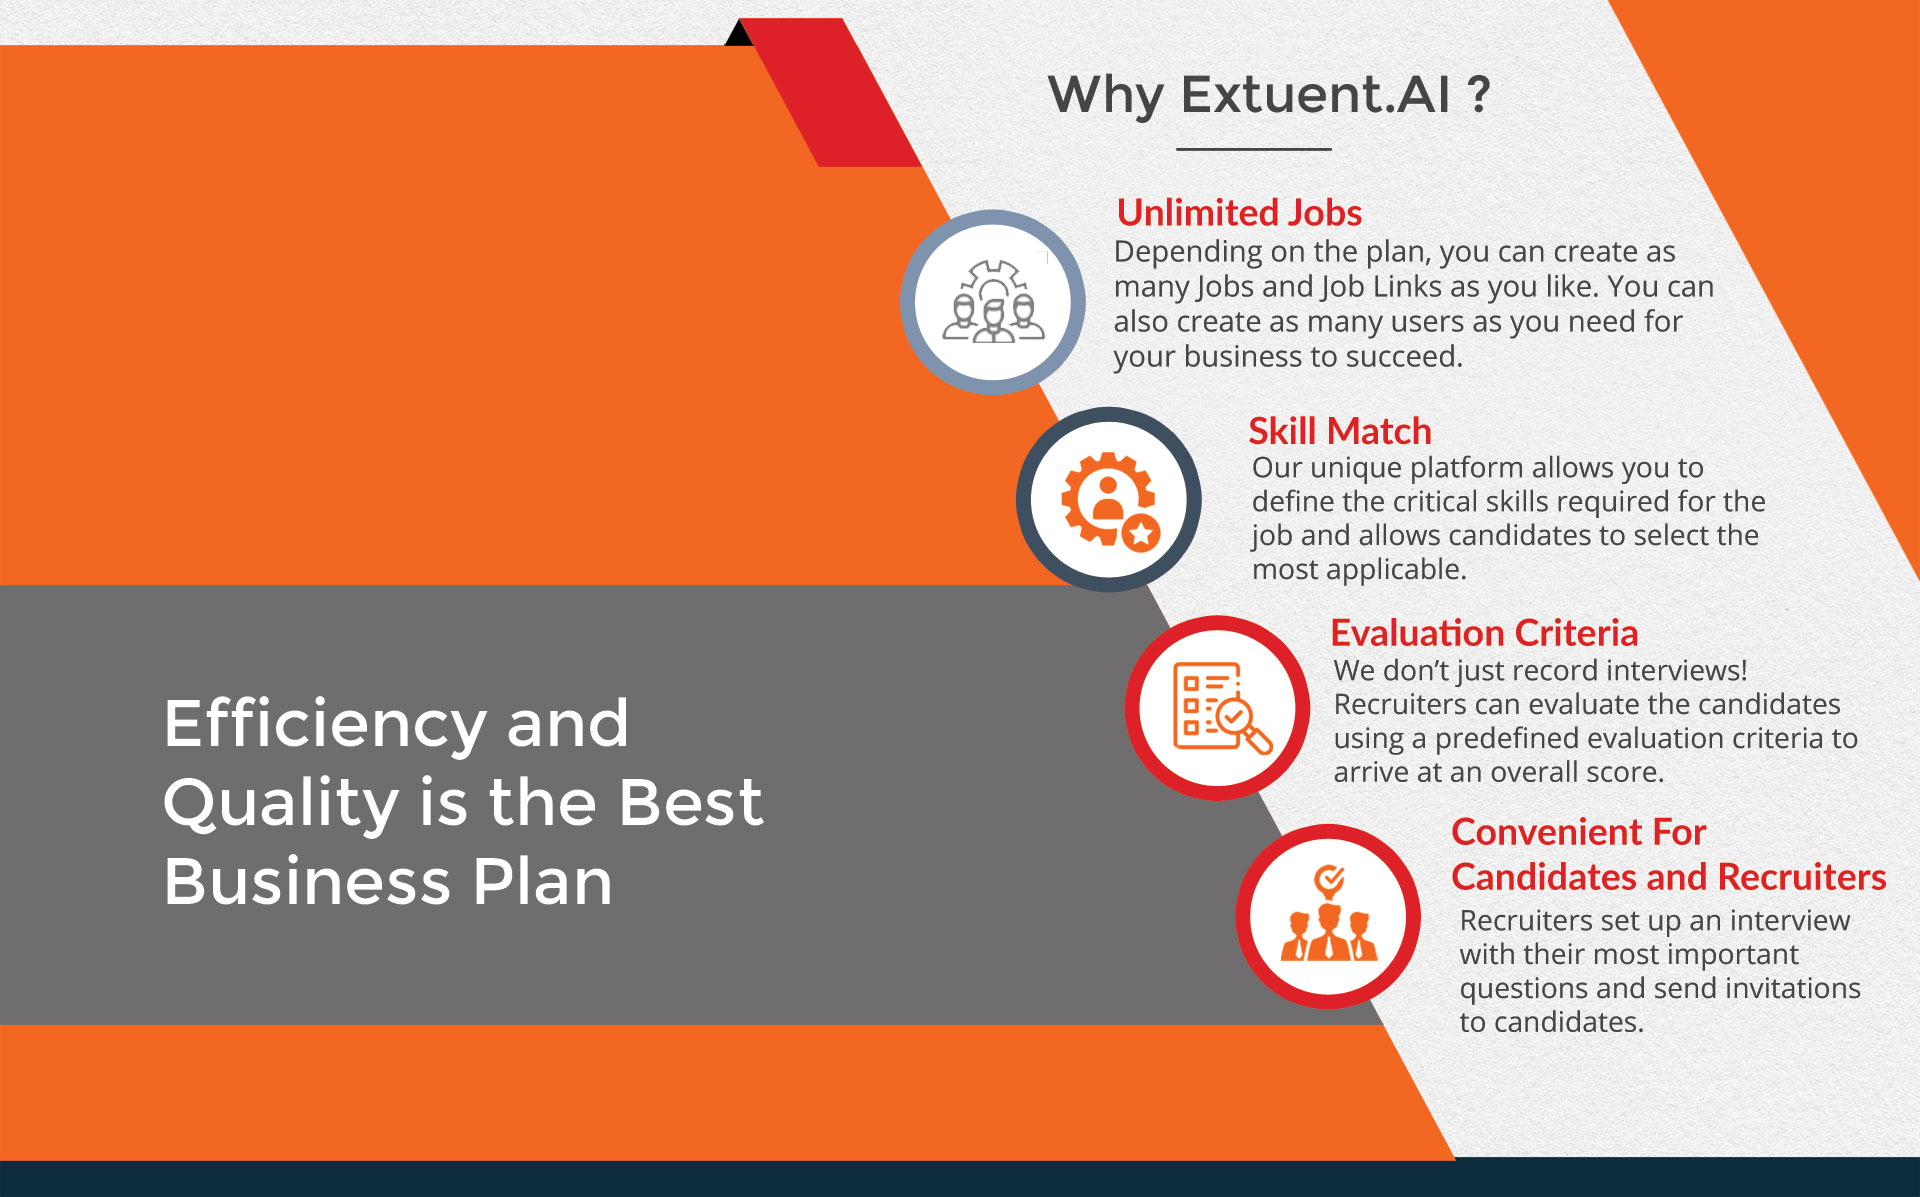 Why Extuent.AI ?
Unlimited Jobs
Depending on the plan, you can create as
many Jobs and Job Links as you like. You can
also create as many users as you need for
your business to succeed.
Skill Match
Our unique platform allows you to
define the critical skills required for the
job and allows candidates to select the
most applicable.
Evaluation Criteria
We don’t just record interviews!
Recruiters can evaluate the candidates
using a predefined evaluation criteria to
arrive at an overall score.
Convenient For
Candidates and Recruiters
Recruiters set up an interview
with their most important
questions and send invitations
to candidates.
Efficiency and
Quality is the Best
Business Plan